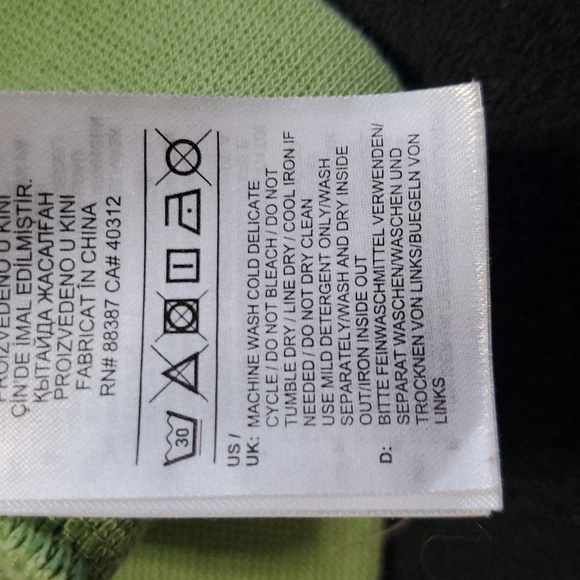 PROIZVEDENO U KINI
ÇİN'DE İMAL EDİLMİŞTİR.
ҚЫТАЙДА ЖАСАЛҒАН
PROIZVEDENO U KINI
FABRICAT ÎN CHINA
RN# 88387 CA# 40312
30
US /
UK: MACHINE WASH COLD DELICATE
CYCLE / DO NOT BLEACH / DO NOT
TUMBLE DRY / LINE DRY / COOL IRON IF
NEEDED / DO NOT DRY CLEAN
USE MILD DETERGENT ONLY/WASH
SEPARATELY/WASH AND DRY INSIDE
OUT/IRON INSIDE OUT
D: BITTE FEINWASCHMITTEL VERWENDEN/
SEPARAT WASCHEN/WASCHEN UND
TROCKNEN VON LINKS/BUEGELN VON
LINKS